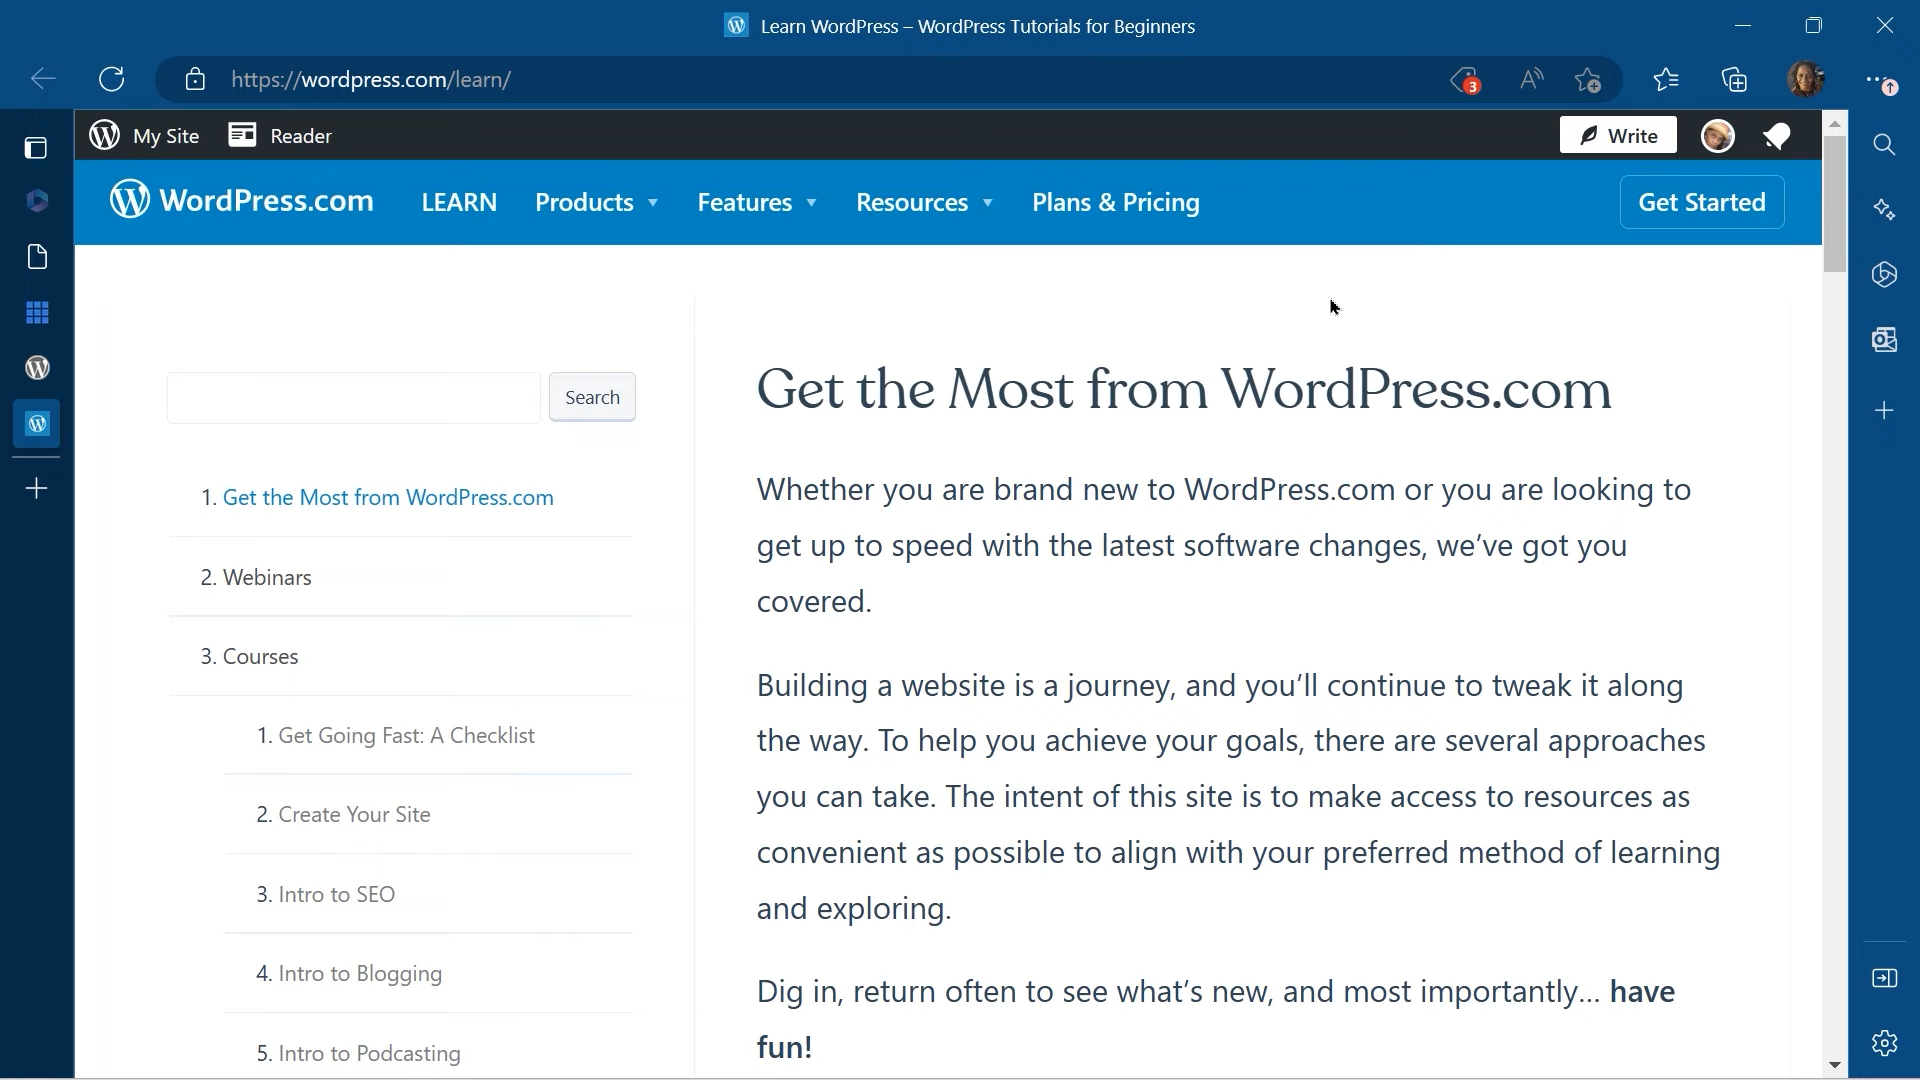 Learn WordPress – WordPress Tutorials for Beginners
https://wordpress.com/learn/
3
My Site
Reader
Write
WordPress.com
LEARN
Products
Features
Resources
Plans & Pricing
Get Started
Search
1. Get the Most from WordPress.com
2. Webinars
3. Courses
1. Get Going Fast: A Checklist
2. Create Your Site
3. Intro to SEO
4. Intro to Blogging
5. Intro to Podcasting
Get the Most from WordPress.com
Whether you are brand new to WordPress.com or you are looking to
get up to speed with the latest software changes, we've got you
covered.
Building a website is a journey, and you'll continue to tweak it along
the way. To help you achieve your goals, there are several approaches
you can take. The intent of this site is to make access to resources as
convenient as possible to align with your preferred method of learning
and exploring.
Dig in, return often to see what's new, and most importantly… have
fun!